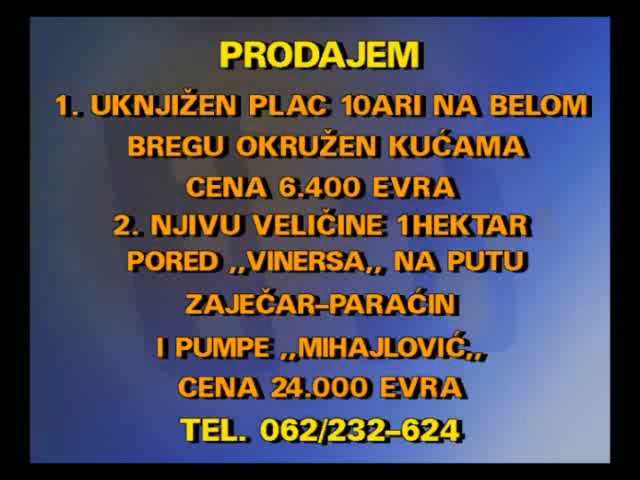 PRODAJEM
1. UKNJIŽEN PLAC 10ARI NA BELOM
BREGU OKRUŽEN KUĆAMA
CENA 6.400 EVRA
2. NJIVU VELIČINE 1HEKTAR
PORED ,,VINERSA,, NA PUTU
ZAJEČAR-PARAĆIN
I PUMPE ,,MIHAJLOVIĆ,,
CENA 24.000 EVRA
TEL. 062/232-624